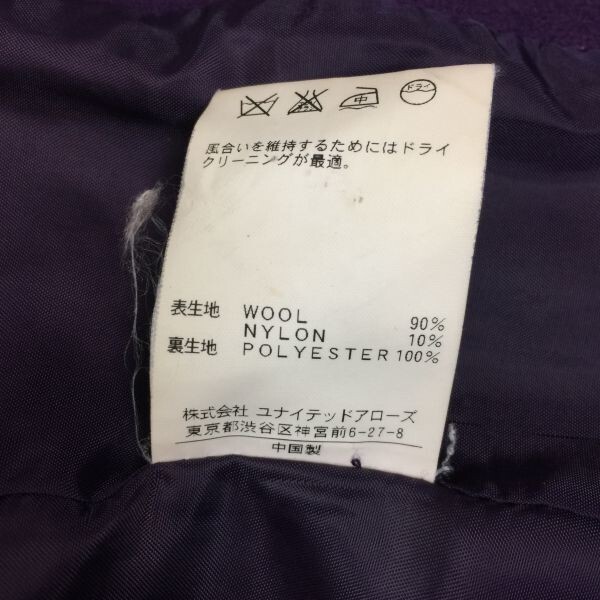 中 ドライ
風合いを維持するためにはドライ
クリーニングが最適。
表生地 WOOL 90%
NYLON 10%
裏生地 POLYESTER 100%
株式会社 ユナイテッドアローズ
東京都渋谷区神宮前6-27-8
中国製